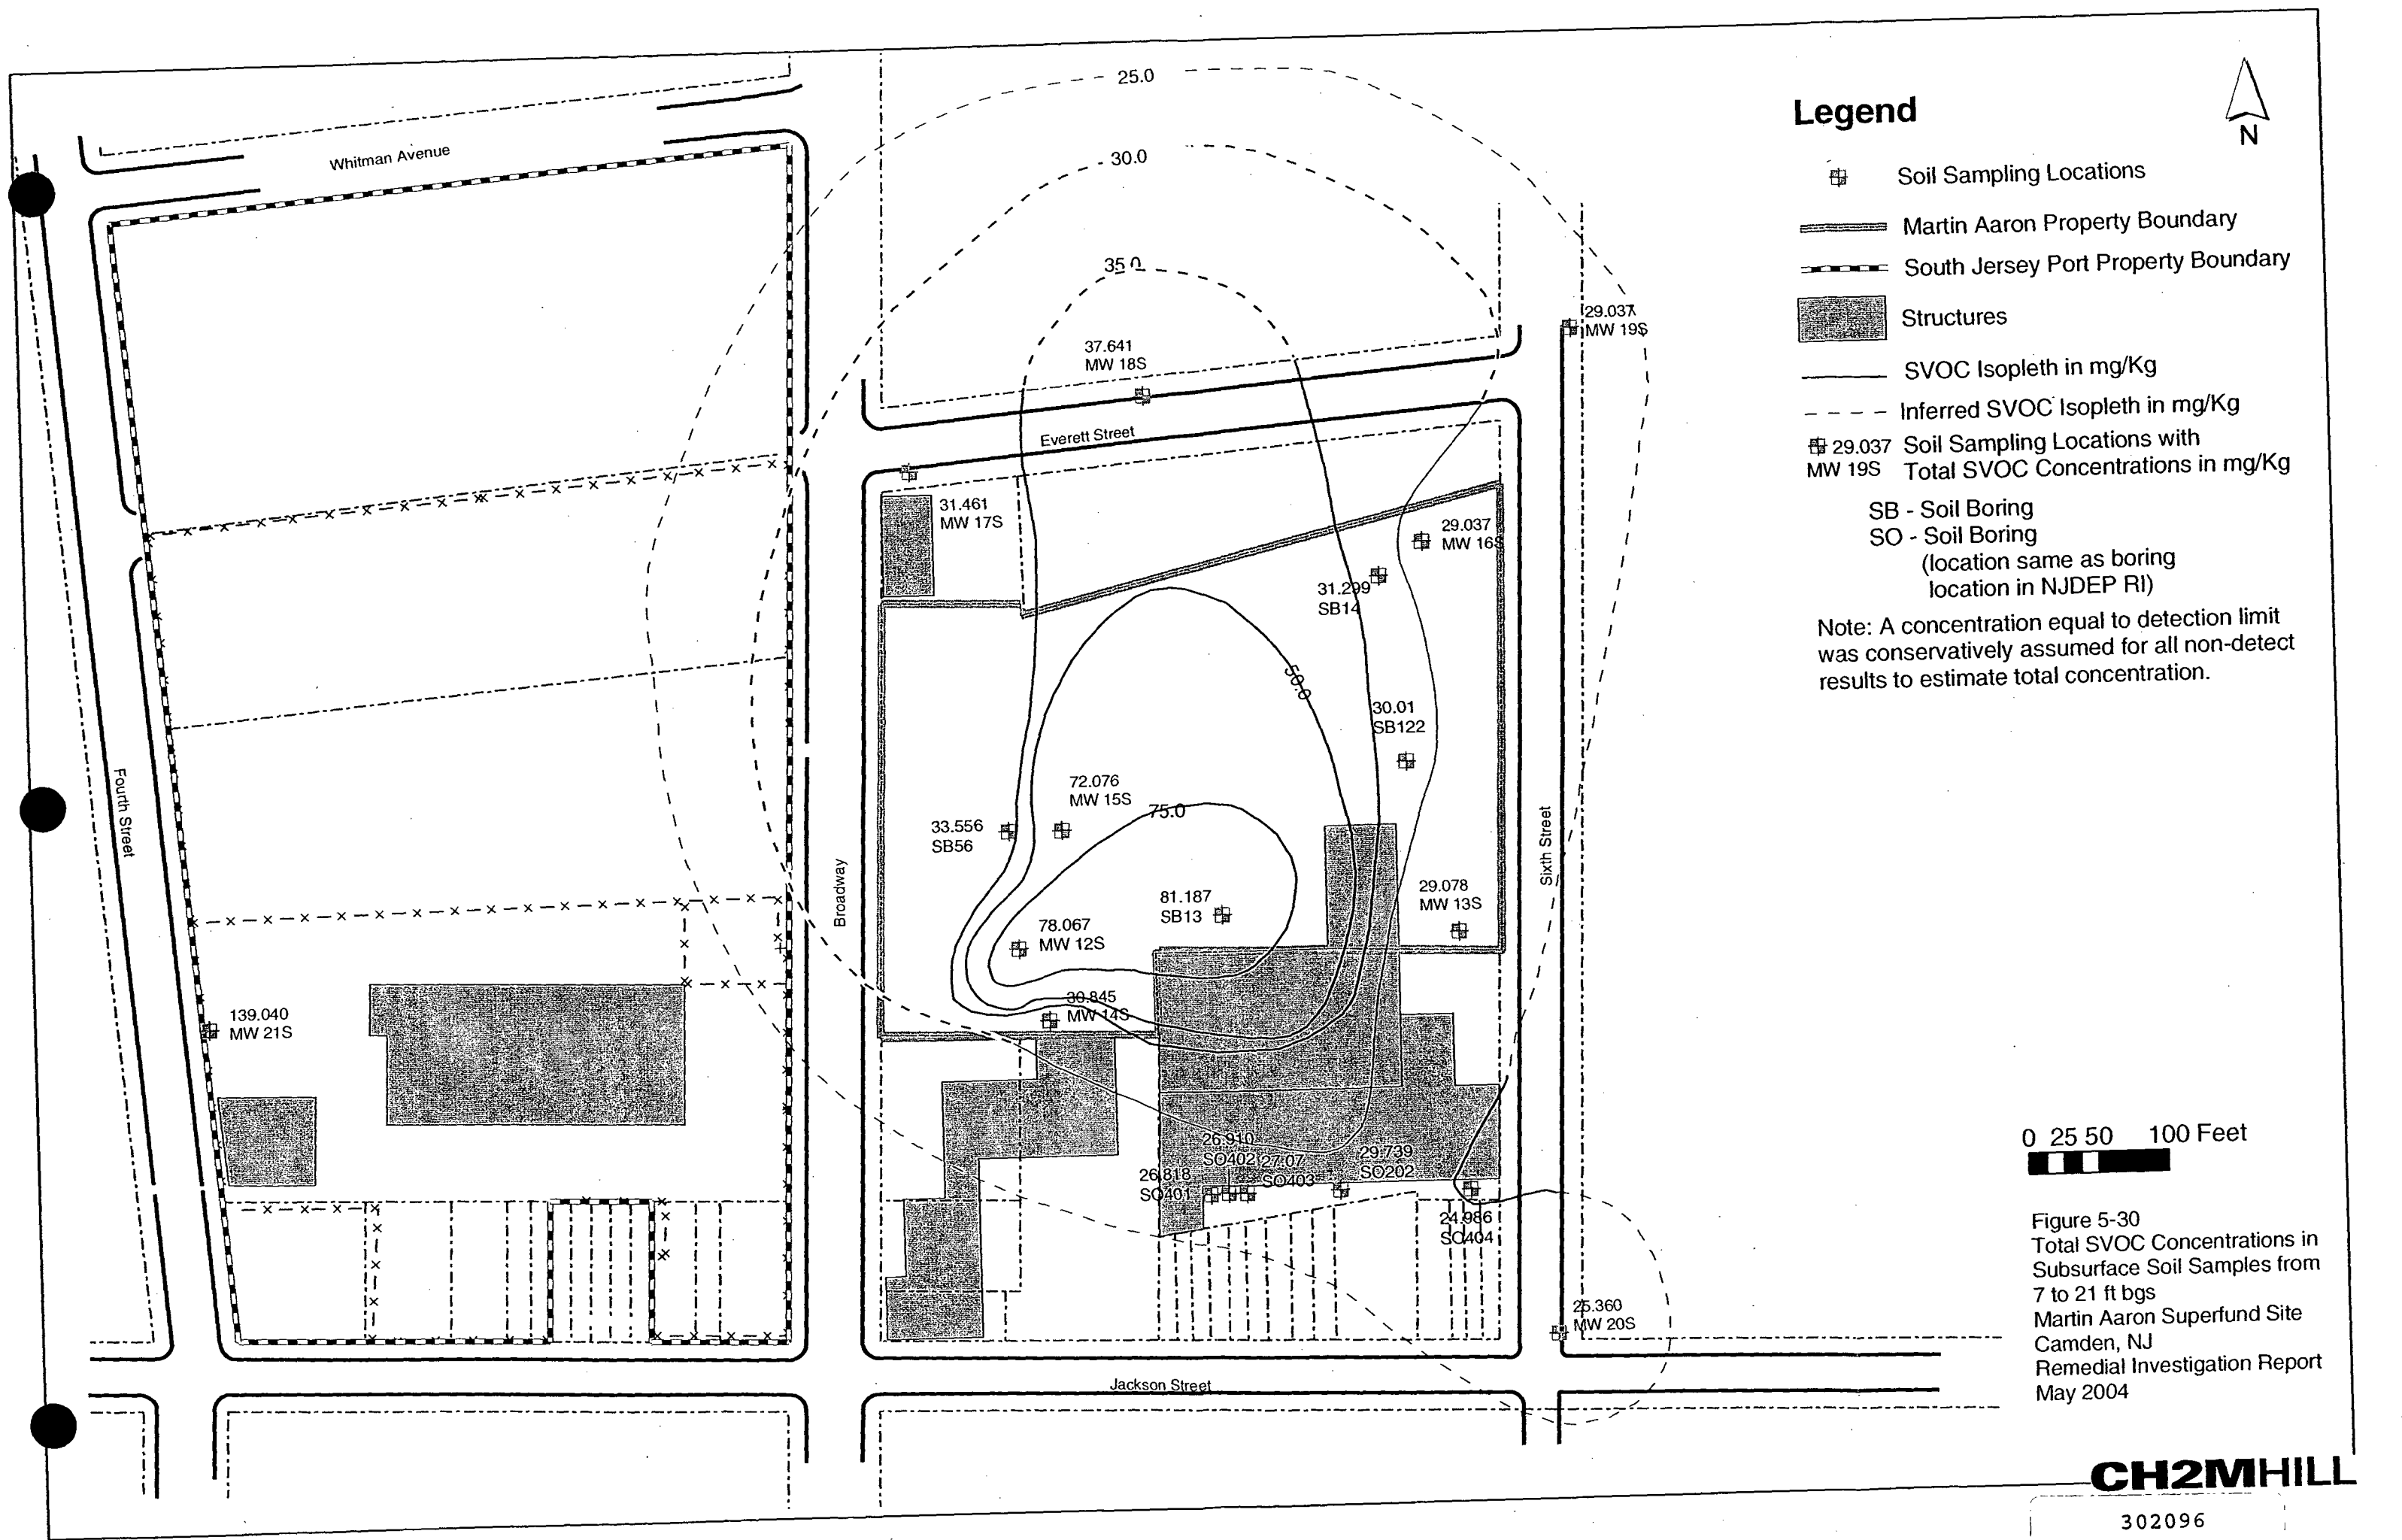 25.0
30.0
35.0
Whitman Avenue
Legend
N
Soil Sampling Locations
Martin Aaron Property Boundary
South Jersey Port Property Boundary
Structures
SVOC Isopleth in mg/Kg
Inferred SVOC Isopleth in mg/Kg
29.037 Soil Sampling Locations with
MW 19S Total SVOC Concentrations in mg/Kg
SB - Soil Boring
SO - Soil Boring
(location same as boring
location in NJDEP RI)
Note: A concentration equal to detection limit
was conservatively assumed for all non-detect
results to estimate total concentration.
29.037
MW 19S
37.641
MW 18S
Everett Street
31.461
MW 17S
29.037
MW 16S
31.299
SB14
50.0
30.01
SB122
72.076
MW 15S
75.0
33.556
SB56
Fourth Street
Broadway
Sixth Street
81.187
SB13
29.078
MW 13S
78.067
MW 12S
30.845
MW 14S
139.040
MW 21S
26.910
SO402
27.07
SO403
29.739
SO202
26.818
SO401
24.986
SO404
25.360
MW 20S
Jackson Street
0 25 50 100 Feet
Figure 5-30
Total SVOC Concentrations in
Subsurface Soil Samples from
7 to 21 ft bgs
Martin Aaron Superfund Site
Camden, NJ
Remedial Investigation Report
May 2004
CH2MHILL
302096